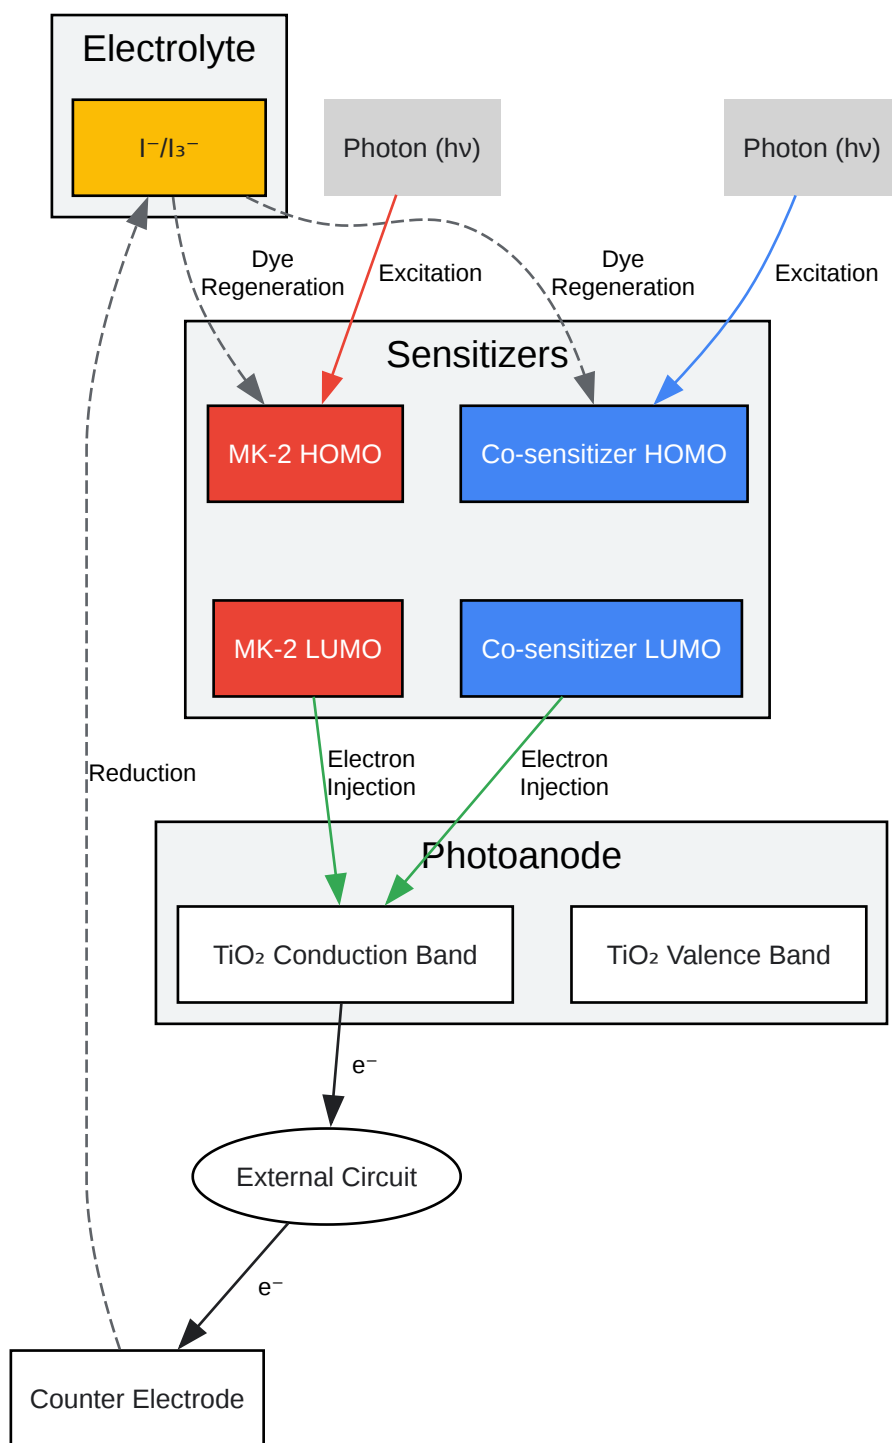 Electrolyte
I⁻/I₃⁻
Photon (hν)
Photon (hν)
Dye
Regeneration
Excitation
Dye
Regeneration
Excitation
Sensitizers
MK-2 HOMO
Co-sensitizer HOMO
MK-2 LUMO
Co-sensitizer LUMO
Reduction
Electron
Injection
Electron
Injection
Photoanode
TiO₂ Conduction Band
TiO₂ Valence Band
e⁻
External Circuit
e⁻
Counter Electrode